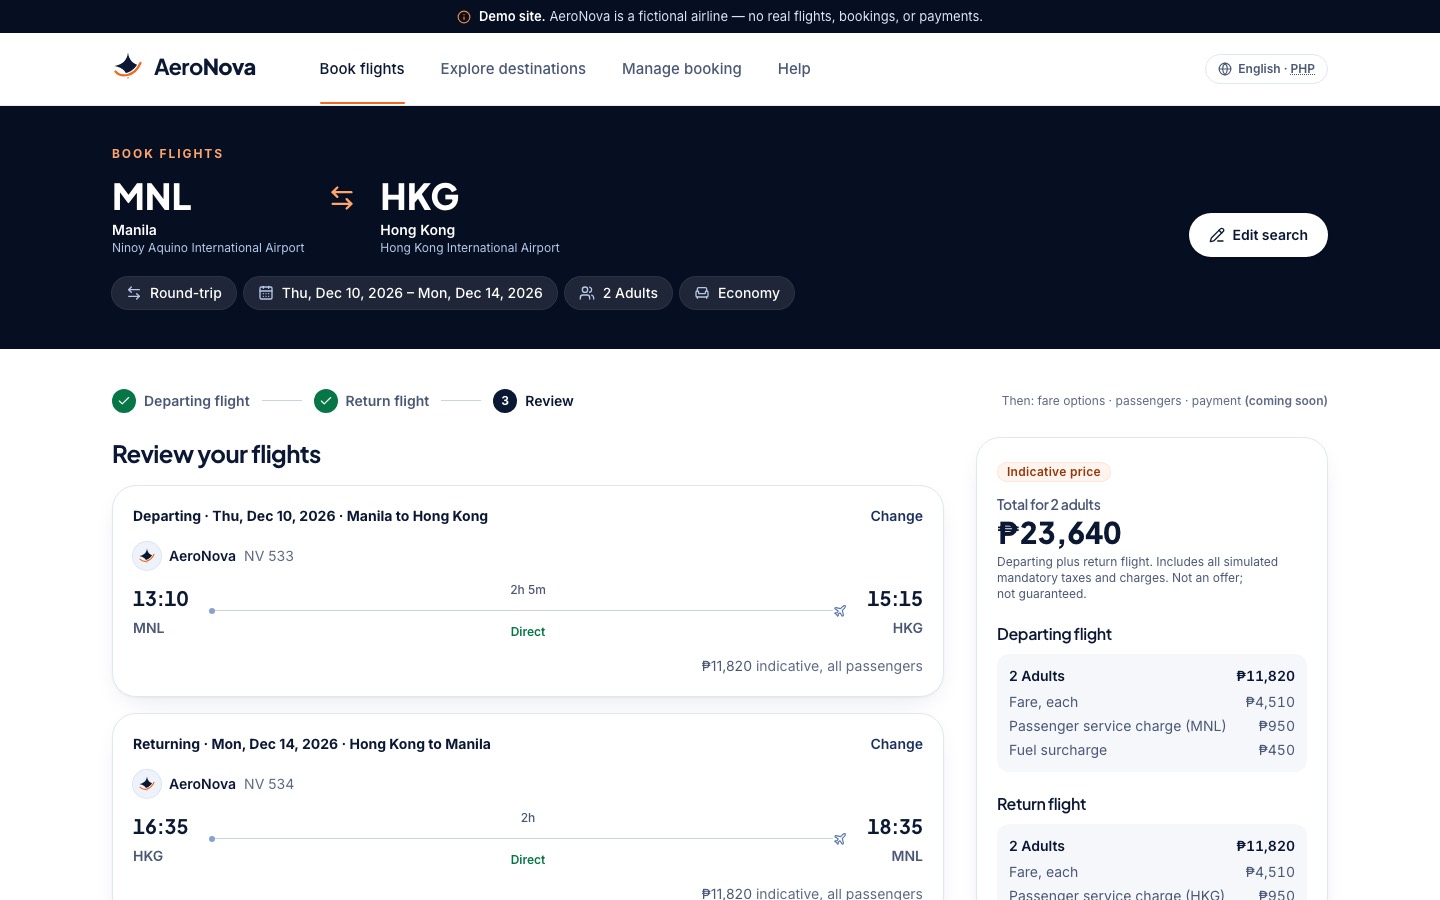 Demo site. AeroNova is a fictional airline — no real flights, bookings, or payments.
AeroNova
Book flights
Explore destinations
Manage booking
Help
English · PHP
BOOK FLIGHTS
MNL
Manila
Ninoy Aquino International Airport
HKG
Hong Kong
Hong Kong International Airport
Edit search
Round-trip
Thu, Dec 10, 2026 – Mon, Dec 14, 2026
2 Adults
Economy
Departing flight
Return flight
3 Review
Then: fare options · passengers · payment (coming soon)
Review your flights
Departing · Thu, Dec 10, 2026 · Manila to Hong Kong
Change
AeroNova NV 533
2h 5m
13:10
15:15
MNL
Direct
HKG
₱11,820 indicative, all passengers
Returning · Mon, Dec 14, 2026 · Hong Kong to Manila
Change
AeroNova NV 534
2h
16:35
18:35
HKG
Direct
MNL
₱11,820 indicative, all passengers
Indicative price
Total for 2 adults
₱23,640
Departing plus return flight. Includes all simulated
mandatory taxes and charges. Not an offer;
not guaranteed.
Departing flight
2 Adults ₱11,820
Fare, each ₱4,510
Passenger service charge (MNL) ₱950
Fuel surcharge ₱450
Return flight
2 Adults ₱11,820
Fare, each ₱4,510
Passenger service charge (HKG) ₱950